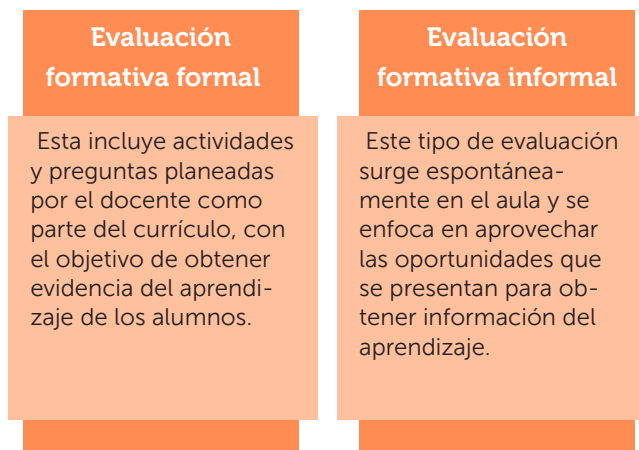 Evaluación
formativa formal
Esta incluye actividades
y preguntas planeadas
por el docente como
parte del currículo, con
el objetivo de obtener
evidencia del aprendi-
zaje de los alumnos.
Evaluación
formativa informal
Este tipo de evaluación
surge espontánea-
mente en el aula y se
enfoca en aprovechar
las oportunidades que
se presentan para ob-
tener información del
aprendizaje.